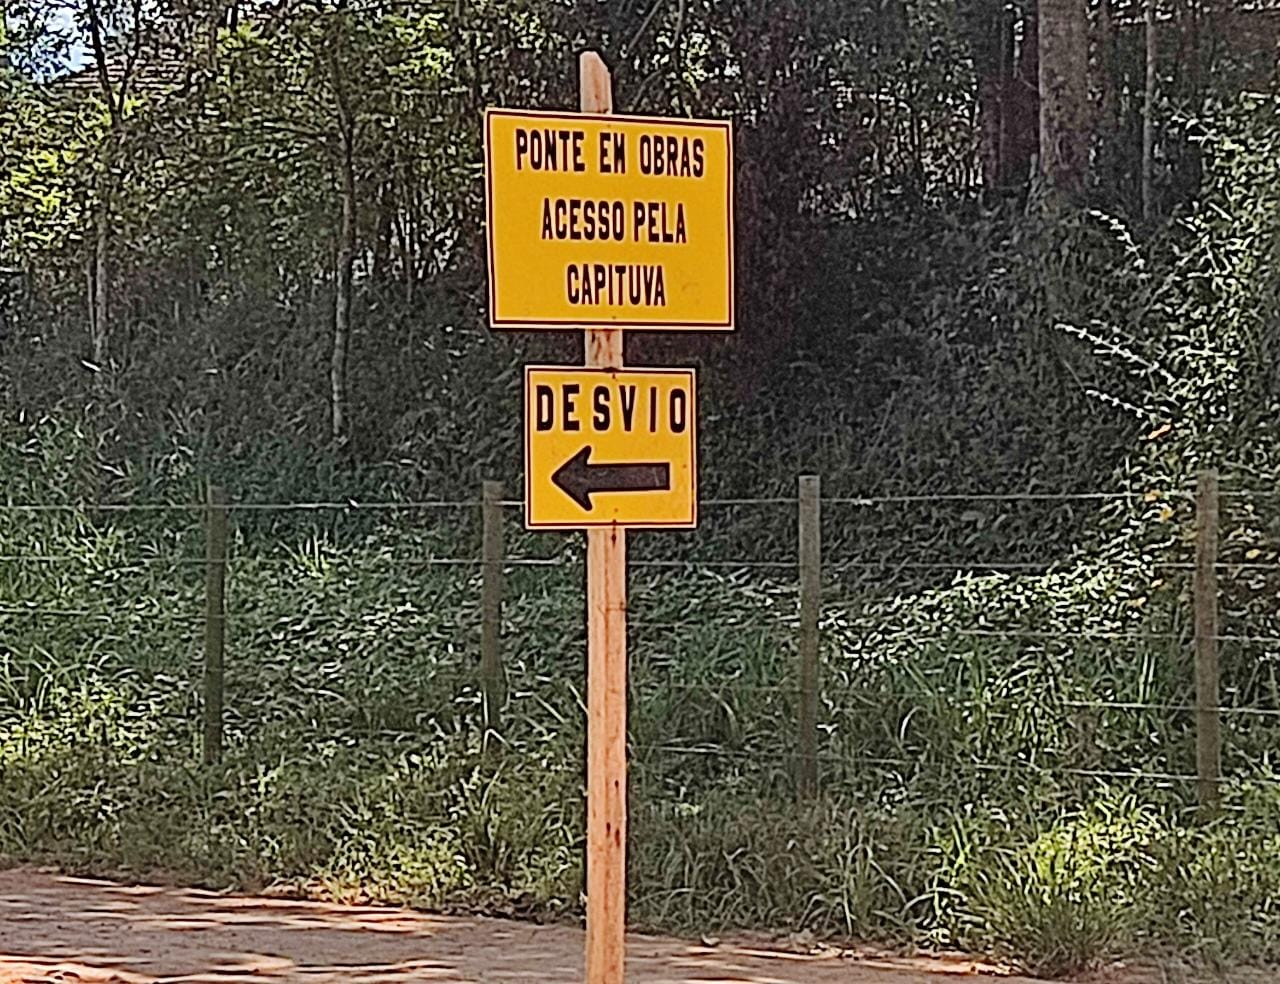 PONTE EM OBRAS
ACESSO PELA
CAPITUVA
DESVIO